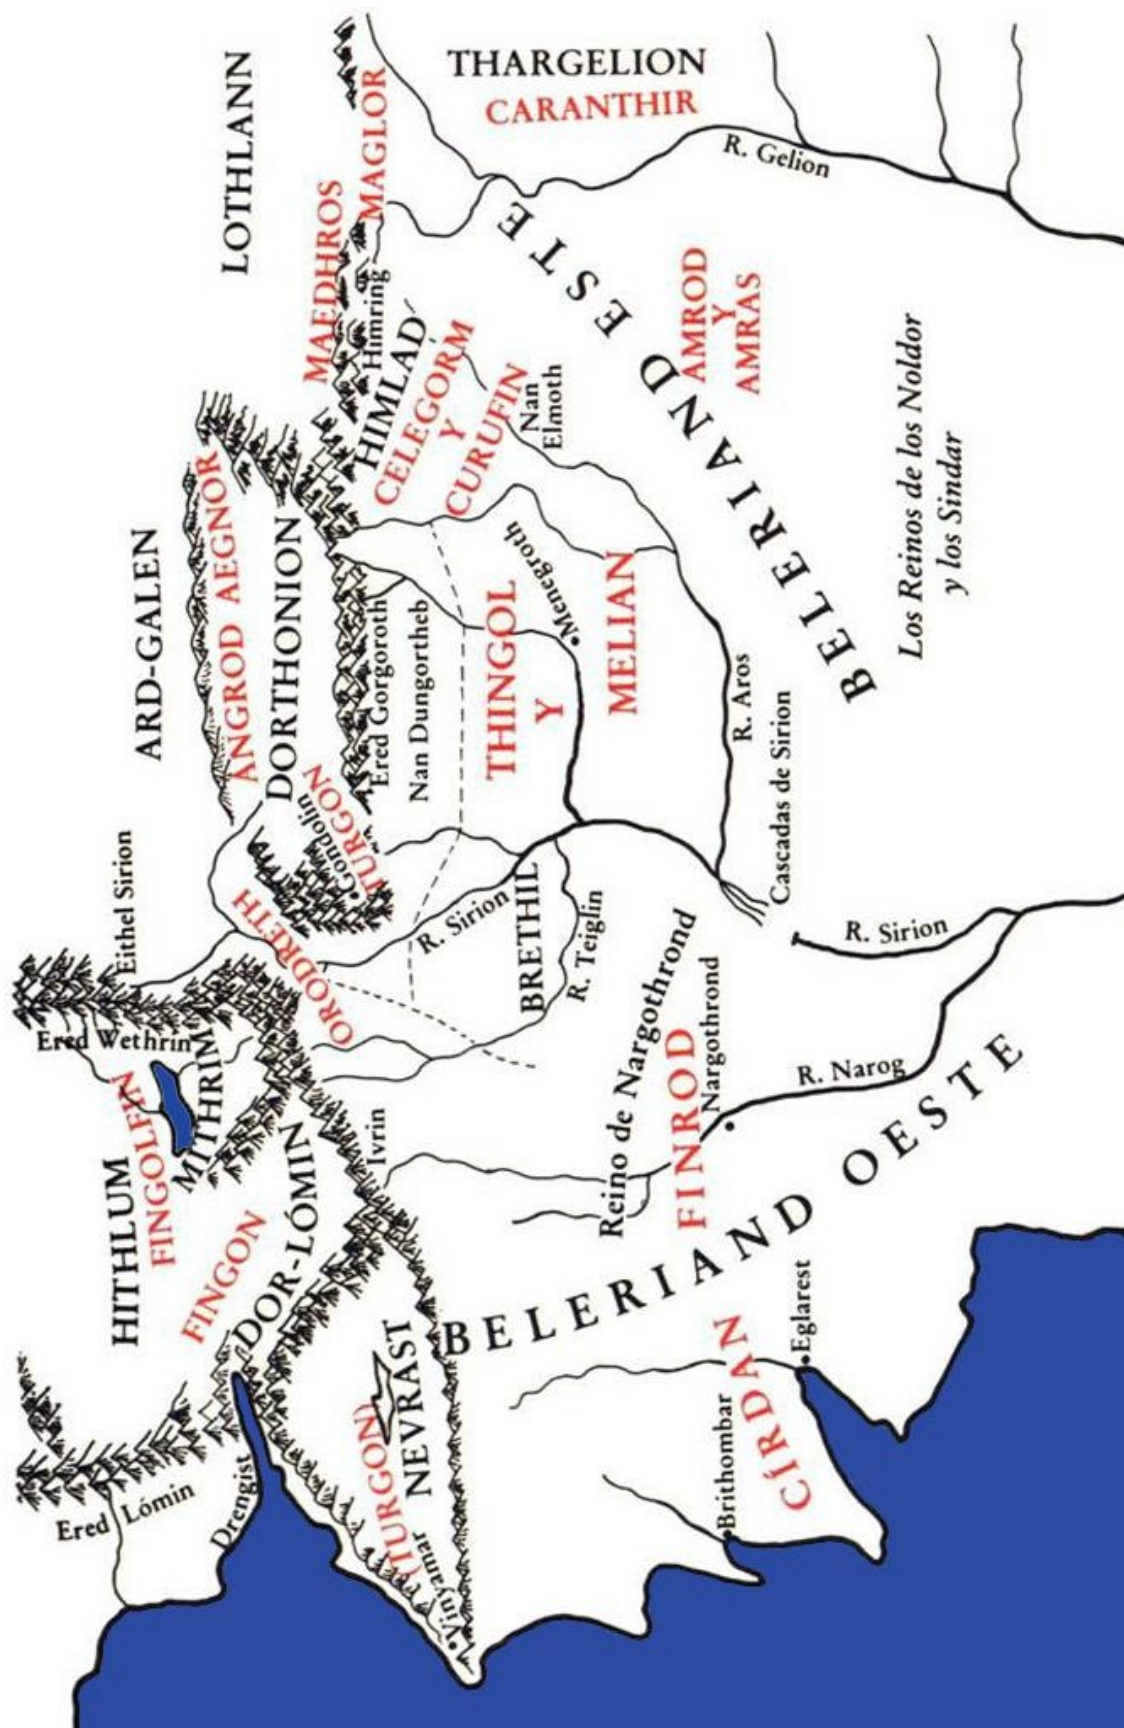 HITHLUM
FINGOLFIN
Ered Wethrin
MITHRIM
Eithel Sirion
ARD-GALEN
LOTHLANN
Ered Lómin
Drengist
FINGON
DOR-LÓMIN
ORODRETH
ANGROD AEGNOR
DORTHONION
Gondolin
TURGON
MAEDHROS
MAGLOR
THARGELION
CARANTHIR
Himring
HIMLAD
CELEGORM
Y
CURUFIN
(TURGON)
NEVRAST
Vinyamar
Ivrin
Ered Gorgoroth
Nan Dungortheb
R. Sirion
BRETHIL
R. Teiglin
THINGOL
Y
MELIAN
Menegroth
Nan
Elmoth
R. Gelion
BELERIAND ESTE
AMROD
Y
AMRAS
Reino de Nargothrond
FINROD
Nargothrond
R. Aros
Cascadas de Sirion
R. Sirion
R. Narog
BELERIAND OESTE
Brithombar
CÍRDAN
Eglarest
Los Reinos de los Noldor
y los Sindar